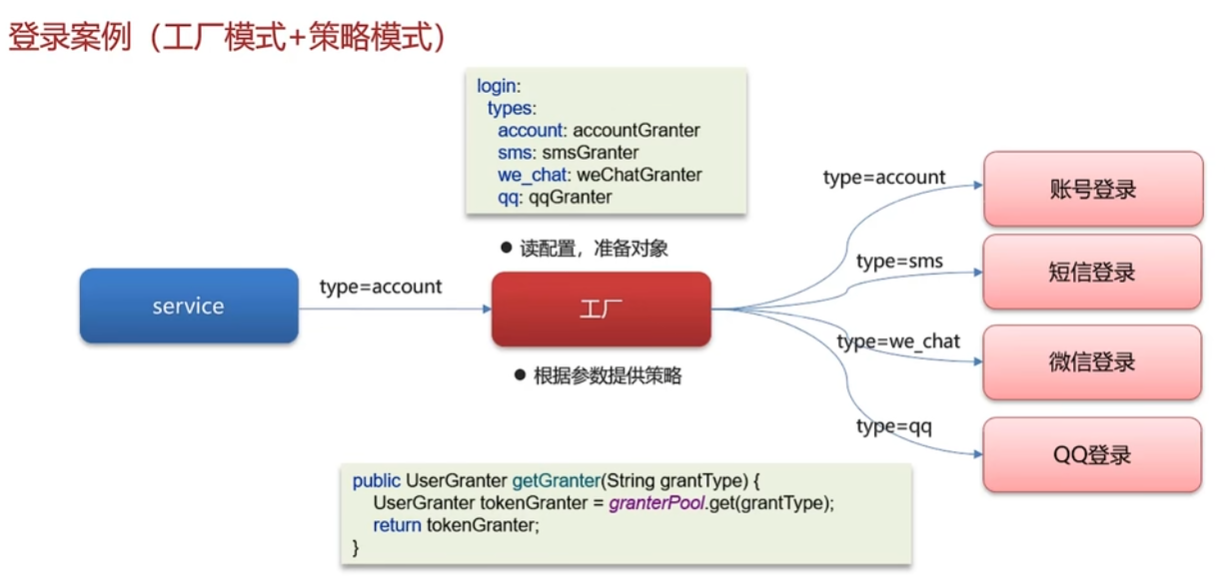 登录案例（工厂模式+策略模式）
login:
types:
account: accountGranter
sms: smsGranter
we_chat: weChatGranter
qq: qqGranter
● 读配置，准备对象
service
type=account
工厂
● 根据参数提供策略
type=account
账号登录
type=sms
短信登录
type=we_chat
微信登录
type=qq
QQ登录
public UserGranter getGranter(String grantType) {
UserGranter tokenGranter = granterPool.get(grantType);
return tokenGranter;
}